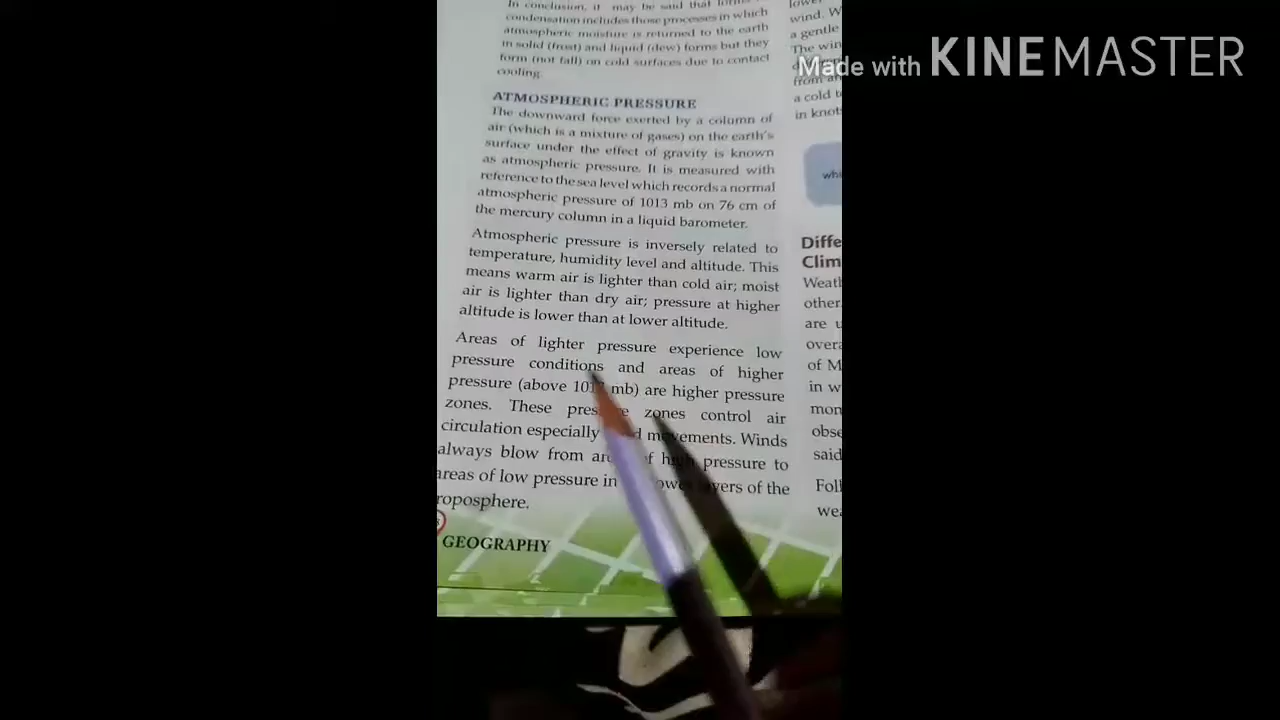 Made with KINEMASTER
In conclusion, it may be said that forms of
condensation includes those processes in which
atmospheric moisture is returned to the earth
in solid (frost) and liquid (dew) forms but they
form (not fall) on cold surfaces due to contact
cooling.
ATMOSPHERIC PRESSURE
The downward force exerted by a column of
air (which is a mixture of gases) on the earth's
surface under the effect of gravity is known
as atmospheric pressure. It is measured with
reference to the sea level which records a normal
atmospheric pressure of 1013 mb on 76 cm of
the mercury column in a liquid barometer.
Atmospheric pressure is inversely related to
temperature, humidity level and altitude. This
means warm air is lighter than cold air; moist
air is lighter than dry air; pressure at higher
altitude is lower than at lower altitude.
Areas of lighter pressure experience low
pressure conditions and areas of higher
pressure (above mb) are higher pressure
zones. These zones control air
circulation especially movements. Winds
always blow from of pressure to
areas of low pressure in of the
roposphere.
GEOGRAPHY
lower
wind. W
a gentle
The win
from an
a cold
in knots
whi
Diffe
Clim
Weath
other
are u
overa
of M
in w
mon
obse
said
Foll
wea